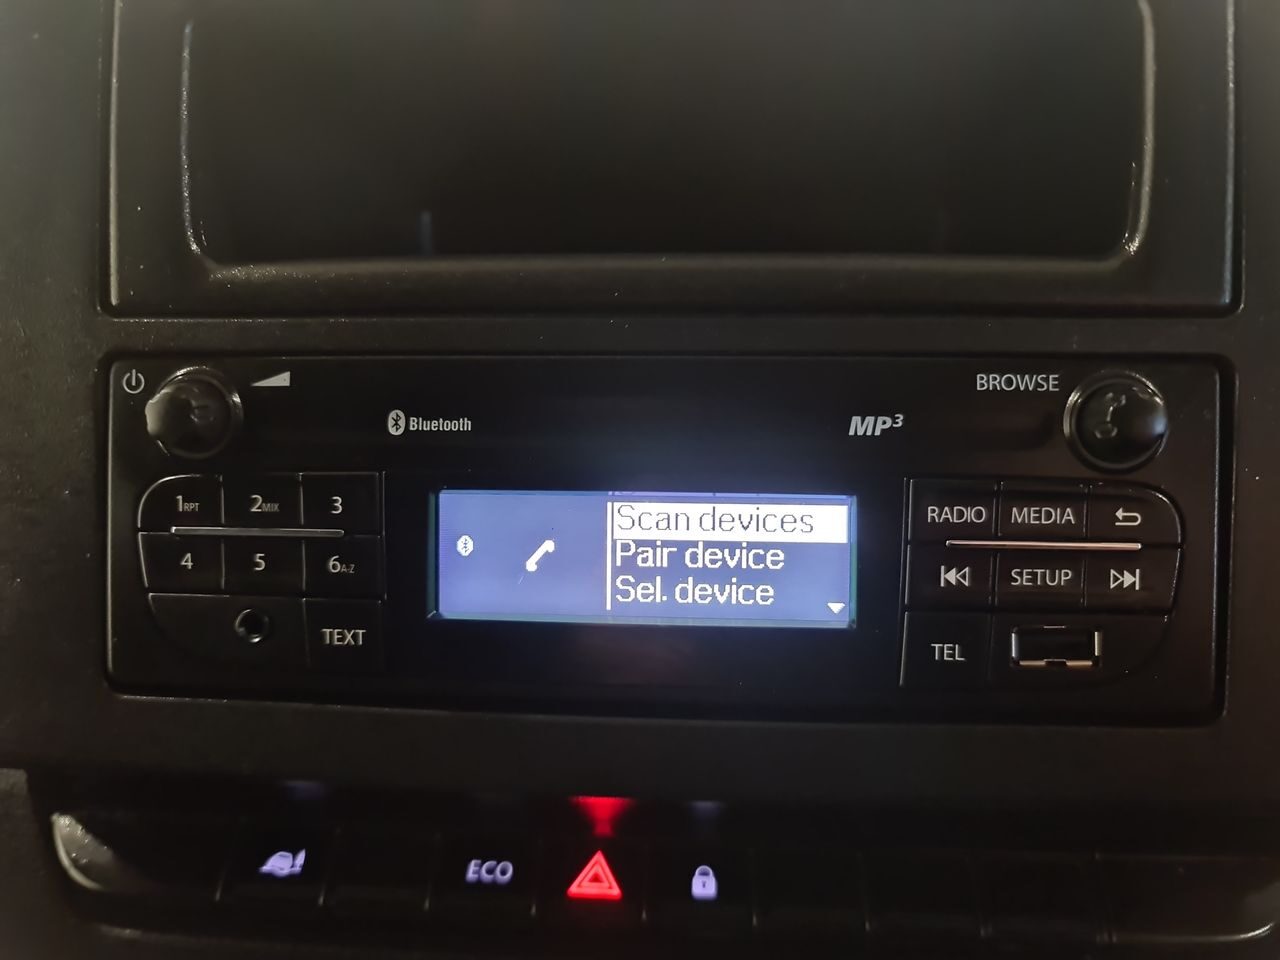 BROWSE
Bluetooth
MP3
1RPT 2MIX 3
4 5 6A-Z
TEXT
Scan devices
Pair device
Sel. device
RADIO MEDIA
SETUP
TEL
ECO